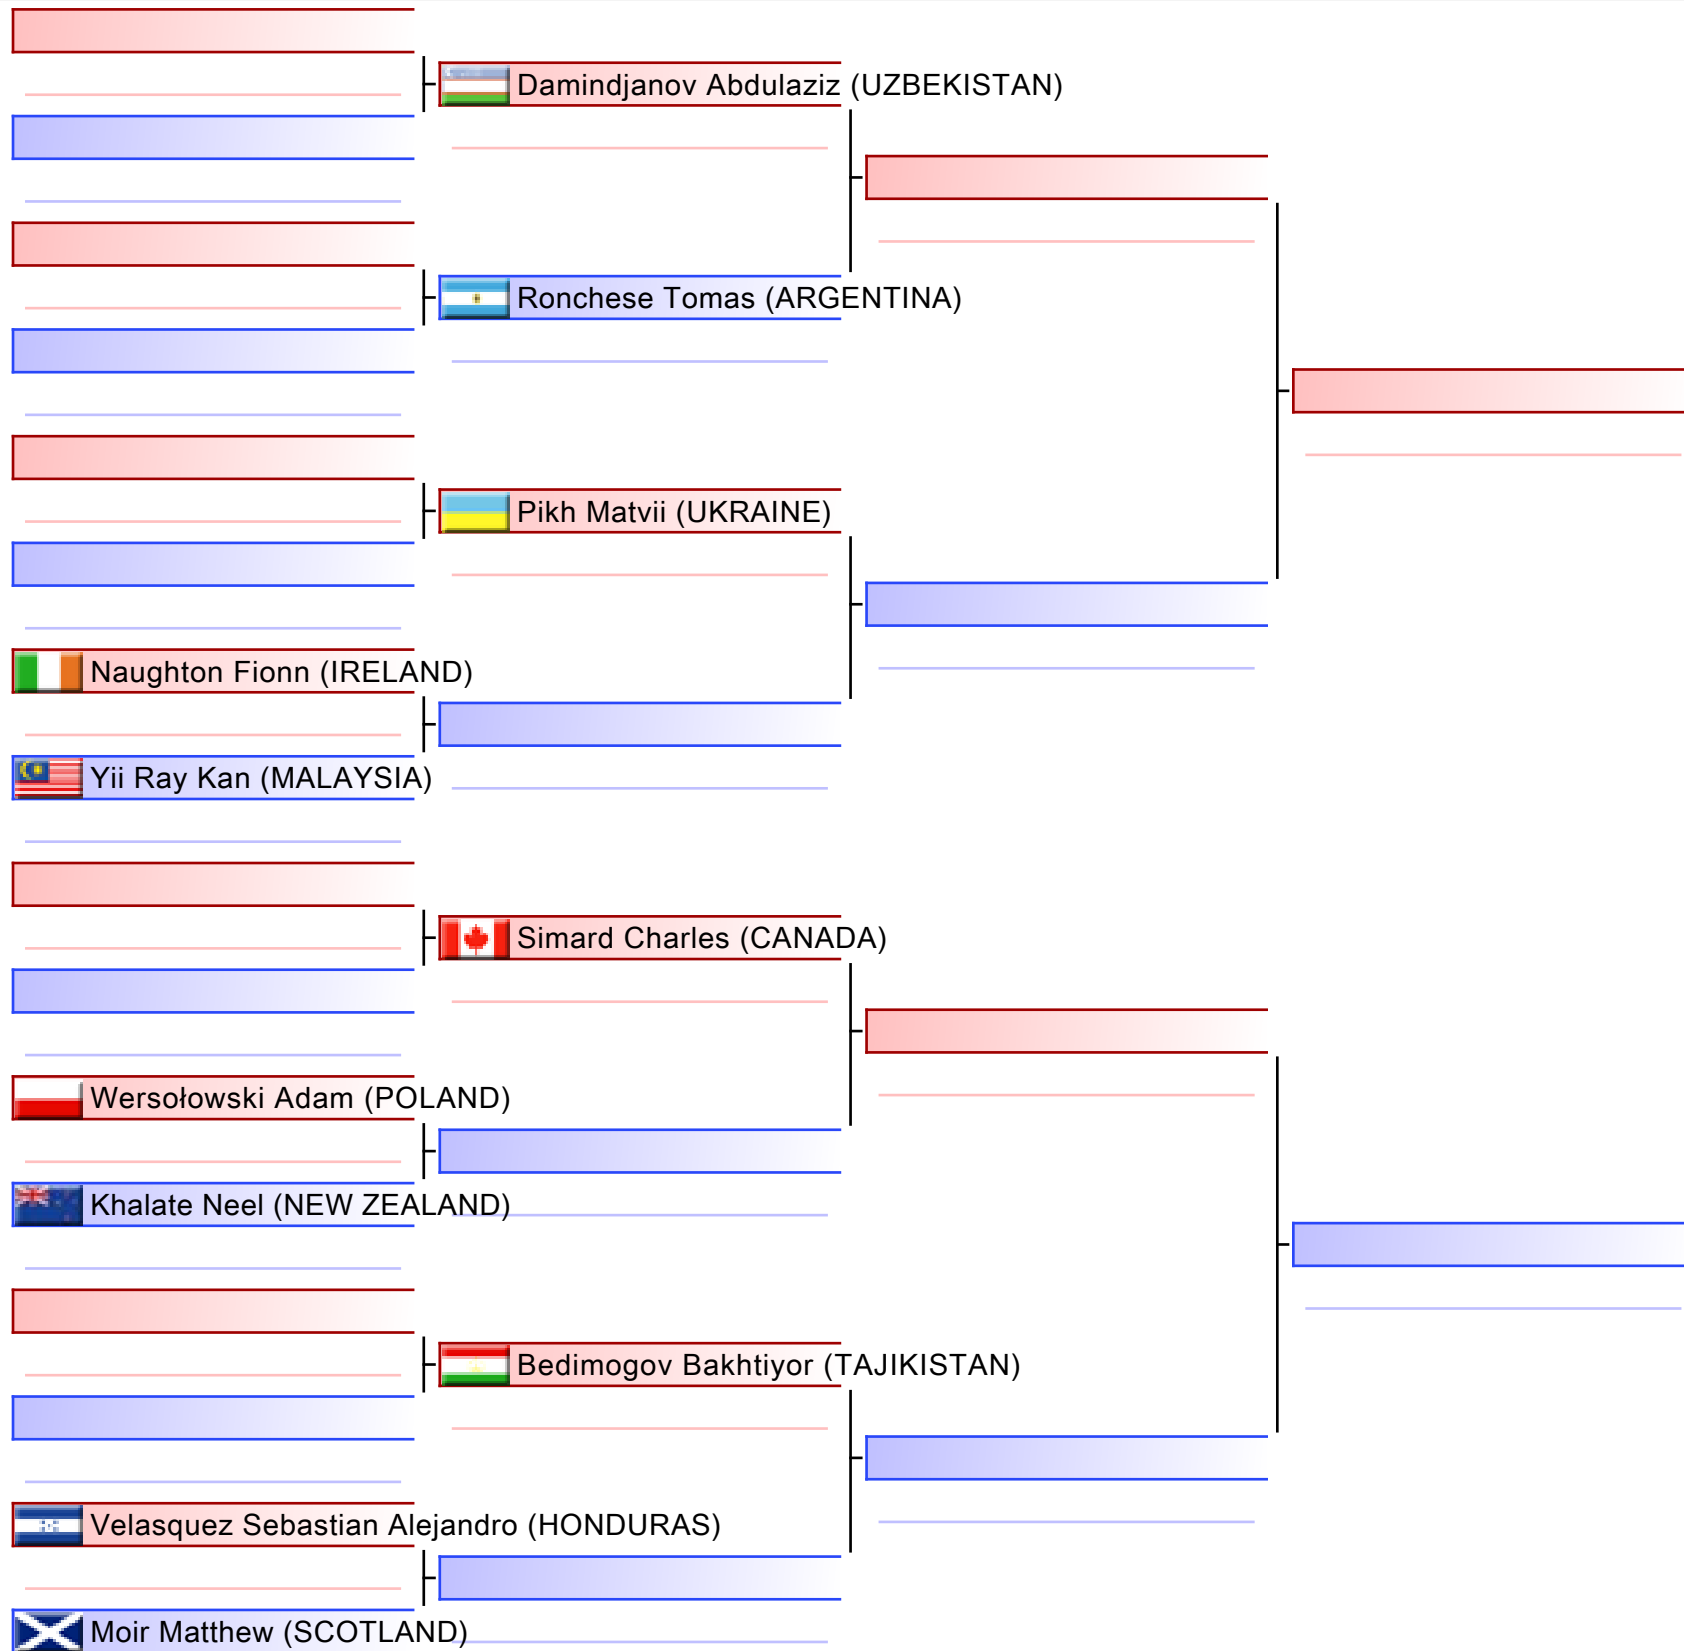 Damindjanov Abdulaziz (UZBEKISTAN)
Ronchese Tomas (ARGENTINA)
Pikh Matvii (UKRAINE)
Naughton Fionn (IRELAND)
Yii Ray Kan (MALAYSIA)
Simard Charles (CANADA)
Wersołowski Adam (POLAND)
Khalate Neel (NEW ZEALAND)
Bedimogov Bakhtiyor (TAJIKISTAN)
Velasquez Sebastian Alejandro (HONDURAS)
Moir Matthew (SCOTLAND)